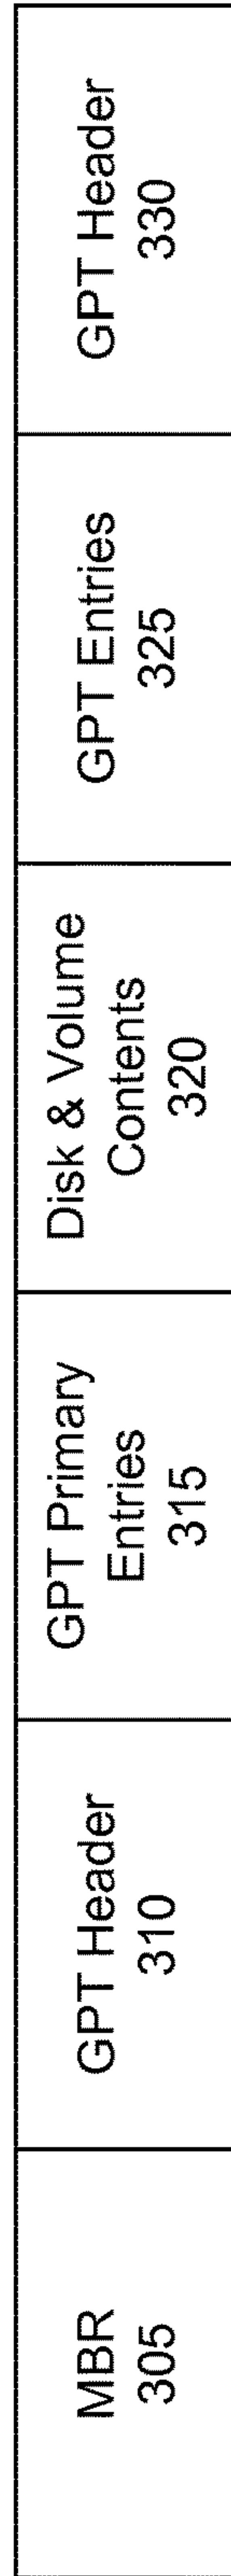 MBR
305
GPT Header
310
GPT Primary
Entries
315
Disk & Volume
Contents
320
GPT Entries
325
GPT Header
330